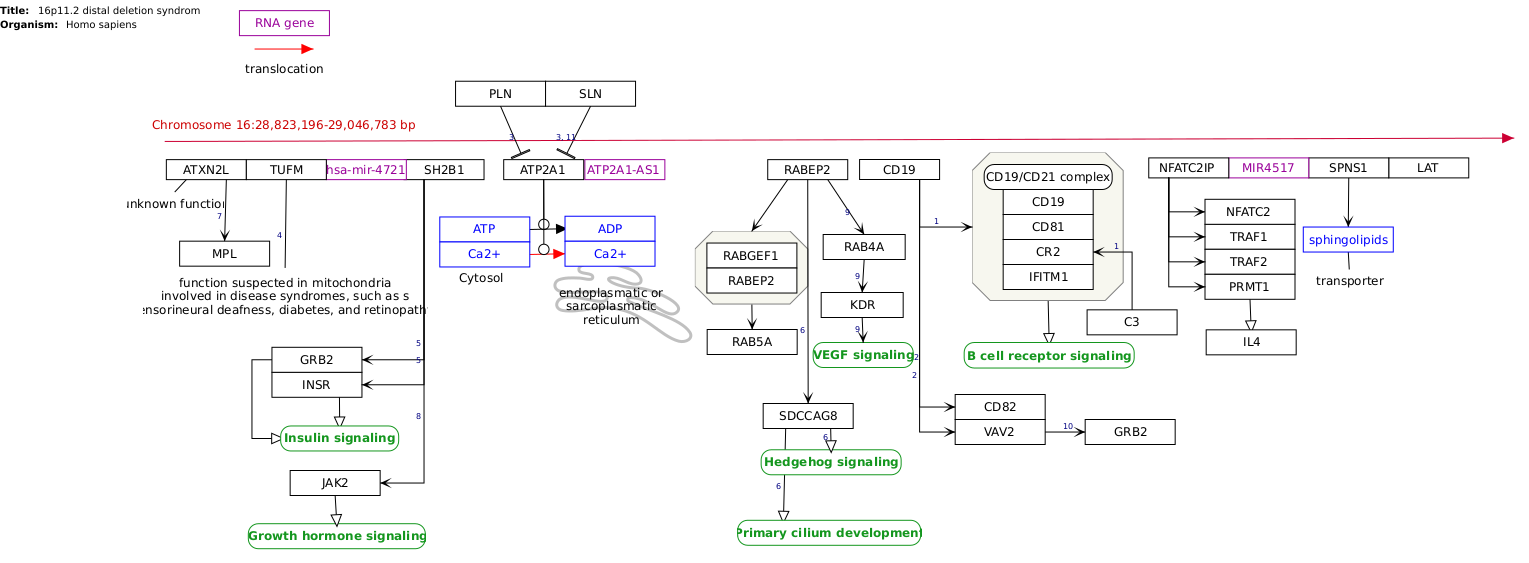 Title: 16p11.2 distal deletion syndrom
Organism: Homo sapiens
RNA gene
translocation
PLN
SLN
Chromosome 16:28,823,196-29,046,783 bp
3
3, 11
ATXN2L
TUFM
hsa-mir-4721
SH2B1
ATP2A1
ATP2A1-AS1
RABEP2
CD19
CD19/CD21 complex
NFATC2IP
MIR4517
SPNS1
LAT
unknown function
7
4
MPL
ATP
Ca2+
ADP
Ca2+
Cytosol
endoplasmatic or
sarcoplasmatic
reticulum
function suspected in mitochondria
involved in disease syndromes, such as s
ensorineural deafness, diabetes, and retinopath
RABGEF1
RABEP2
RAB5A
9
RAB4A
9
KDR
9
VEGF signaling
6
1
CD19
CD81
CR2
IFITM1
1
C3
B cell receptor signaling
NFATC2
TRAF1
TRAF2
PRMT1
IL4
sphingolipids
transporter
5
5
GRB2
INSR
8
Insulin signaling
JAK2
Growth hormone signaling
2
2
CD82
VAV2
10
GRB2
SDCCAG8
6
Hedgehog signaling
6
Primary cilium development